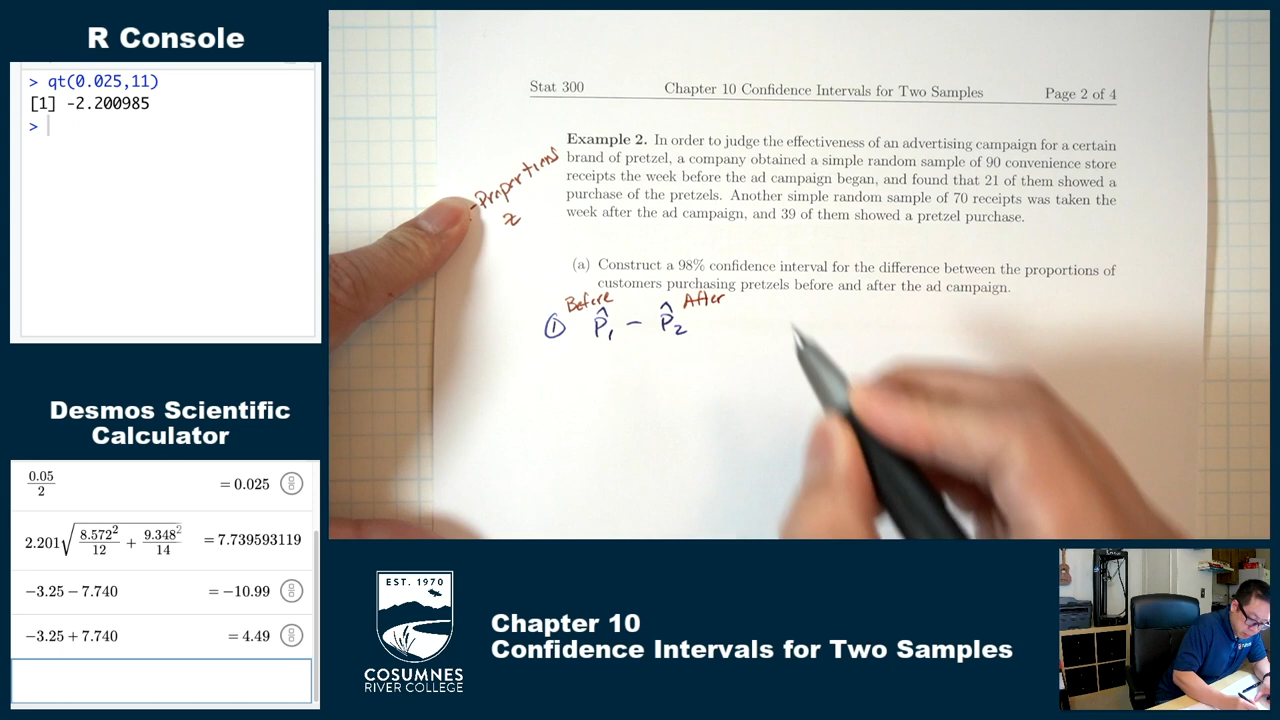 R Console
> qt(0.025,11)
[1] -2.200985
>
Desmos Scientific
Calculator
0.05/2 = 0.025
2.201√(8.572²/12 + 9.348²/14) = 7.739593119
−3.25 − 7.740 = −10.99
−3.25 + 7.740 = 4.49
Stat 300 Chapter 10 Confidence Intervals for Two Samples Page 2 of 4
Example 2. In order to judge the effectiveness of an advertising campaign for a certain
brand of pretzel, a company obtained a simple random sample of 90 convenience store
receipts the week before the ad campaign began, and found that 21 of them showed a
purchase of the pretzels. Another simple random sample of 70 receipts was taken the
week after the ad campaign, and 39 of them showed a pretzel purchase.
-Proportions
z
(a) Construct a 98% confidence interval for the difference between the proportions of
customers purchasing pretzels before and after the ad campaign.
Before After
① p̂₁ − p̂₂
EST. 1970
COSUMNES
RIVER COLLEGE
Chapter 10
Confidence Intervals for Two Samples